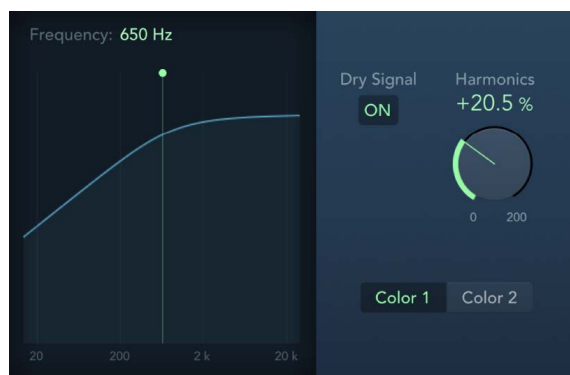 Frequency: 650 Hz
Dry Signal
ON
Harmonics
+20.5 %
0 200
Color 1 Color 2
20 200 2 k 20 k